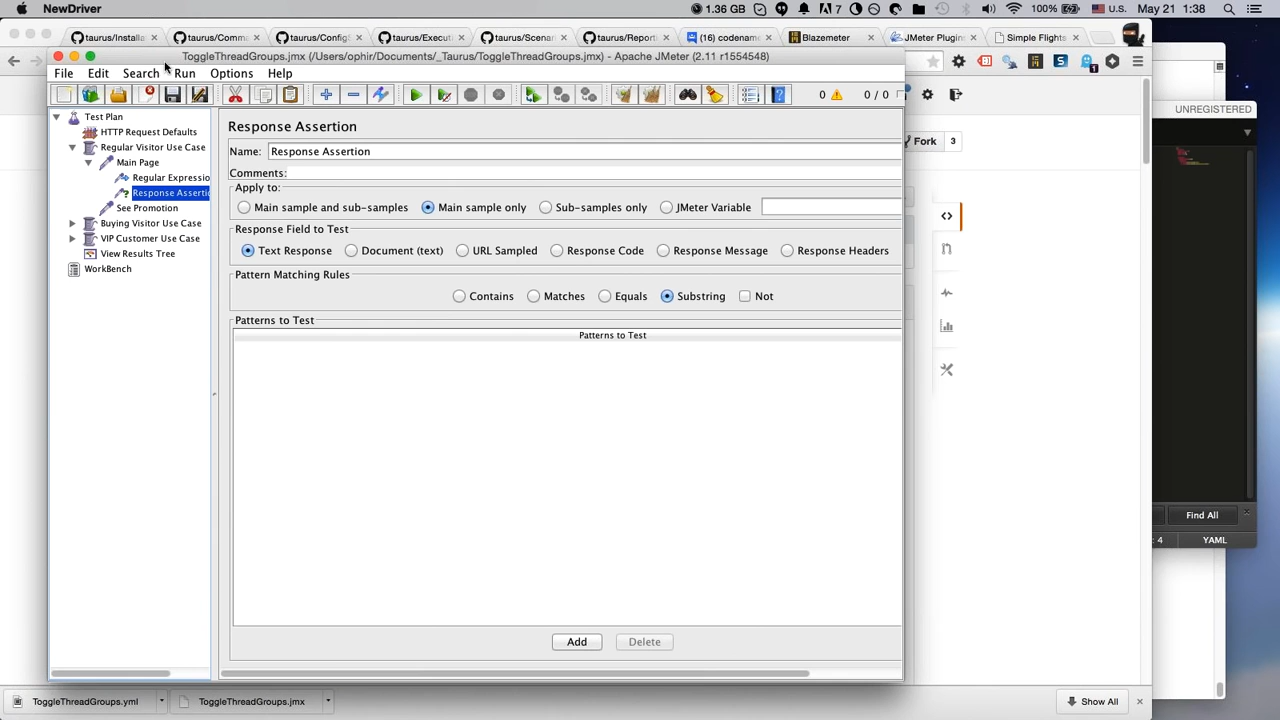 NewDriver
1.36 GB
7
100%
U.S.
May 21 1:38
taurus/Installa
taurus/Comma
taurus/Config
taurus/Executi
taurus/Scenai
taurus/Report
(16) codenam
Blazemeter
JMeter Plugin
Simple Flights
ToggleThreadGroups.jmx (/Users/ophir/Documents/_Taurus/ToggleThreadGroups.jmx) - Apache JMeter (2.11 r1554548)
File Edit Search Run Options Help
0
0 / 0
Test Plan
HTTP Request Defaults
Regular Visitor Use Case
Main Page
Regular Expressio
Response Assertic
See Promotion
Buying Visitor Use Case
VIP Customer Use Case
View Results Tree
WorkBench
Response Assertion
Name: Response Assertion
Comments:
Apply to:
Main sample and sub-samples Main sample only Sub-samples only JMeter Variable
Response Field to Test
Text Response Document (text) URL Sampled Response Code Response Message Response Headers
Pattern Matching Rules
Contains Matches Equals Substring Not
Patterns to Test
Patterns to Test
Add Delete
Fork 3
UNREGISTERED
Find All
: 4 YAML
ToggleThreadGroups.yml
ToggleThreadGroups.jmx
Show All